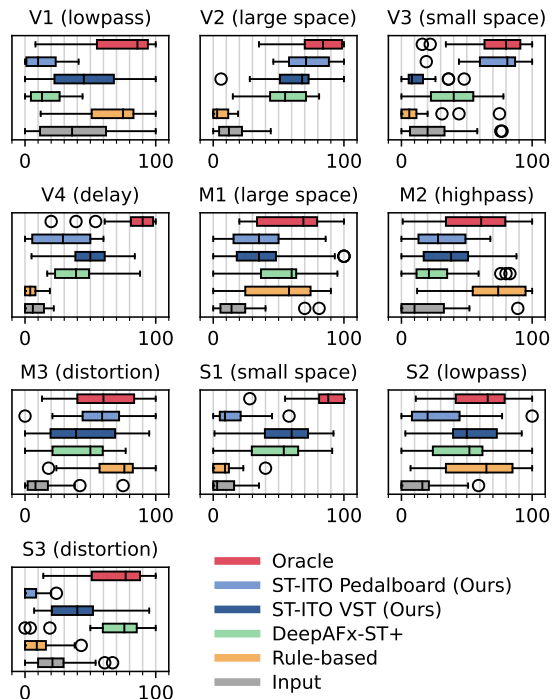 V1 (lowpass) V2 (large space) V3 (small space)
0 100 0 100 0 100
V4 (delay) M1 (large space) M2 (highpass)
0 100 0 100 0 100
M3 (distortion) S1 (small space) S2 (lowpass)
0 100 0 100 0 100
S3 (distortion)
0 100
Oracle
ST-ITO Pedalboard (Ours)
ST-ITO VST (Ours)
DeepAFx-ST+
Rule-based
Input